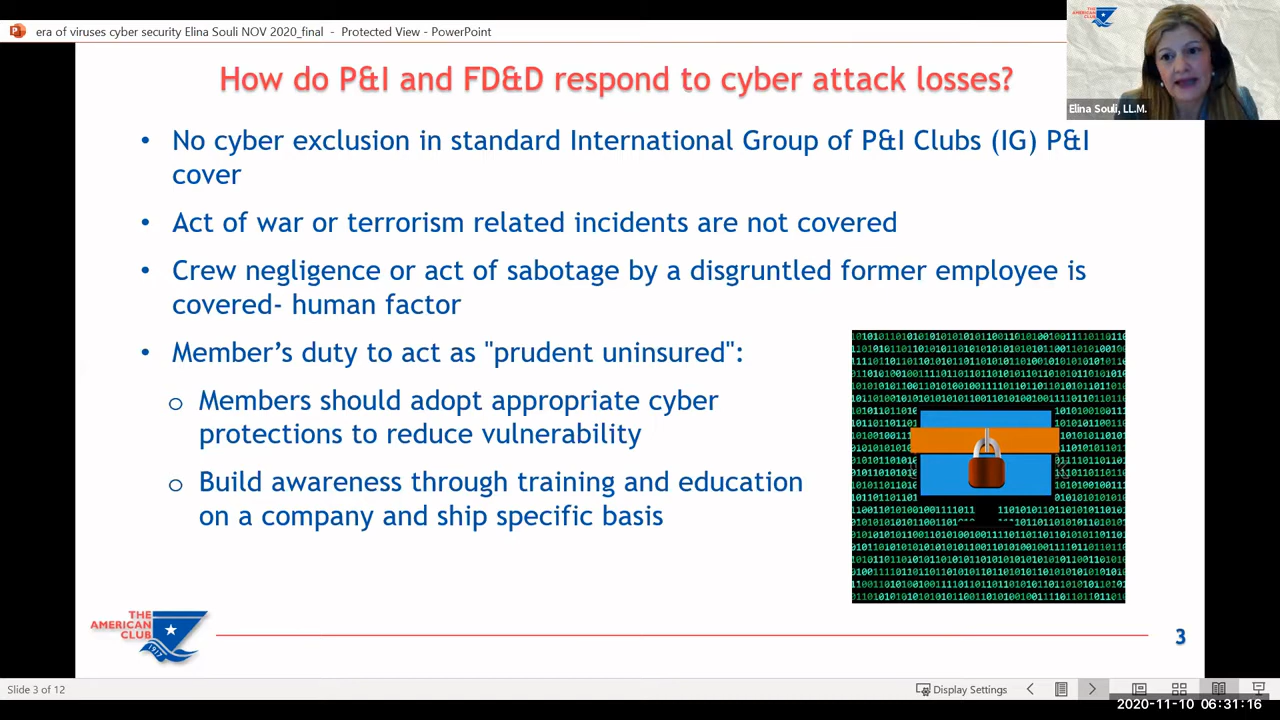 era of viruses cyber security Elina Souli NOV 2020_final - Protected View - PowerPoint
THE AMERICAN CLUB
Elina Souli, LL.M.
How do P&I and FD&D respond to cyber attack losses?
• No cyber exclusion in standard International Group of P&I Clubs (IG) P&I
cover
• Act of war or terrorism related incidents are not covered
• Crew negligence or act of sabotage by a disgruntled former employee is
covered- human factor
• Member’s duty to act as "prudent uninsured":
o Members should adopt appropriate cyber
protections to reduce vulnerability
o Build awareness through training and education
on a company and ship specific basis
THE
AMERICAN
CLUB
1917
3
Slide 3 of 12
Display Settings
2020-11-10 06:31:16